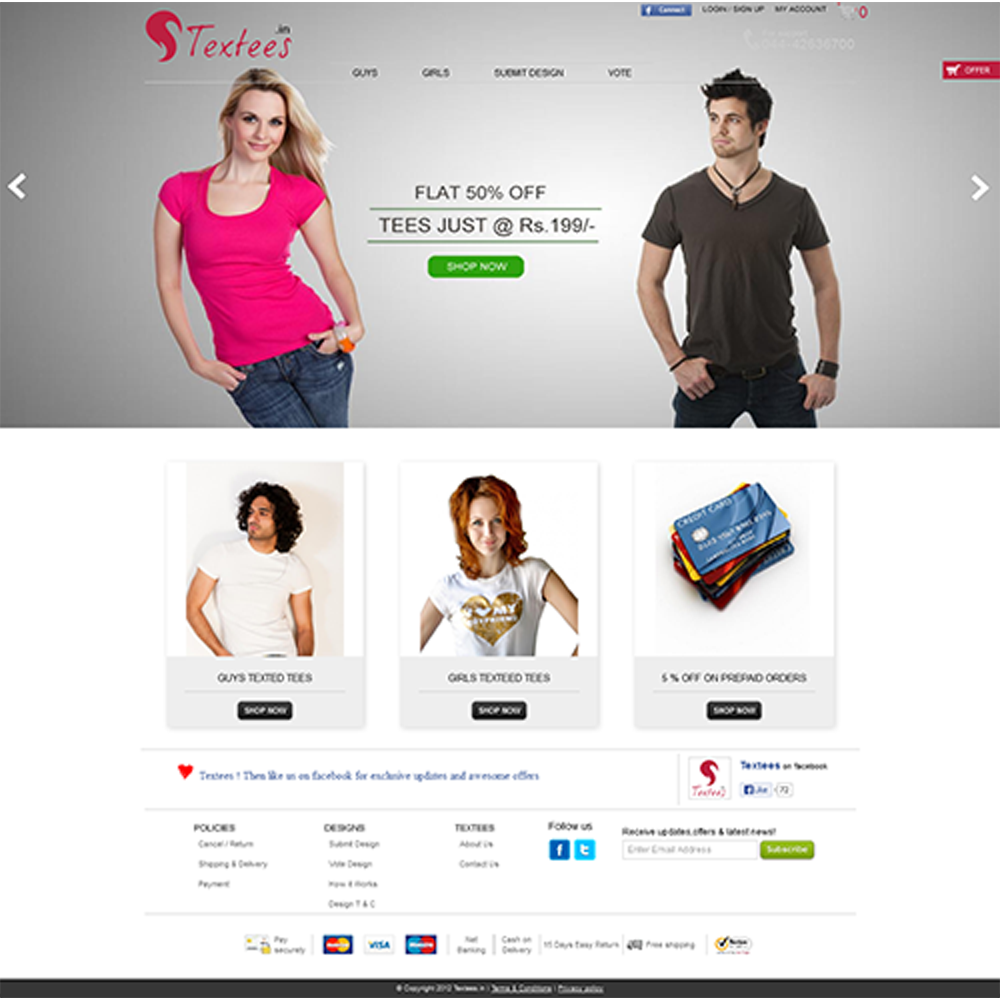 Connect LOGIN / SIGN UP MY ACCOUNT 0
Textees.in
For support
044-42636700
GUYS GIRLS SUBMIT DESIGN VOTE
OFFER
FLAT 50% OFF
TEES JUST @ Rs.199/-
SHOP NOW
CREDIT CARD
MY
GUYS TEXTED TEES
SHOP NOW
GIRLS TEXTEED TEES
SHOP NOW
5 % OFF ON PREPAID ORDERS
SHOP NOW
Textees ! Then like us on facebook for exclusive updates and awesome offers
Textees
Textees on facebook
Like 72
POLICIES
Cancel / Return
Shipping & Delivery
Payment
DESIGNS
Submit Design
Vote Design
How it Works
Design T & C
TEXTEES
About Us
Contact Us
Follow us
Receive updates,offers & latest news!
Enter Email Address Subscribe
Pay
securely
MasterCard
VISA
Maestro
Net
Banking
Cash on
Delivery
15 Days Easy Return
Free shipping
© Copyright 2012 Textees.in | Terms & Conditions | Privacy policy